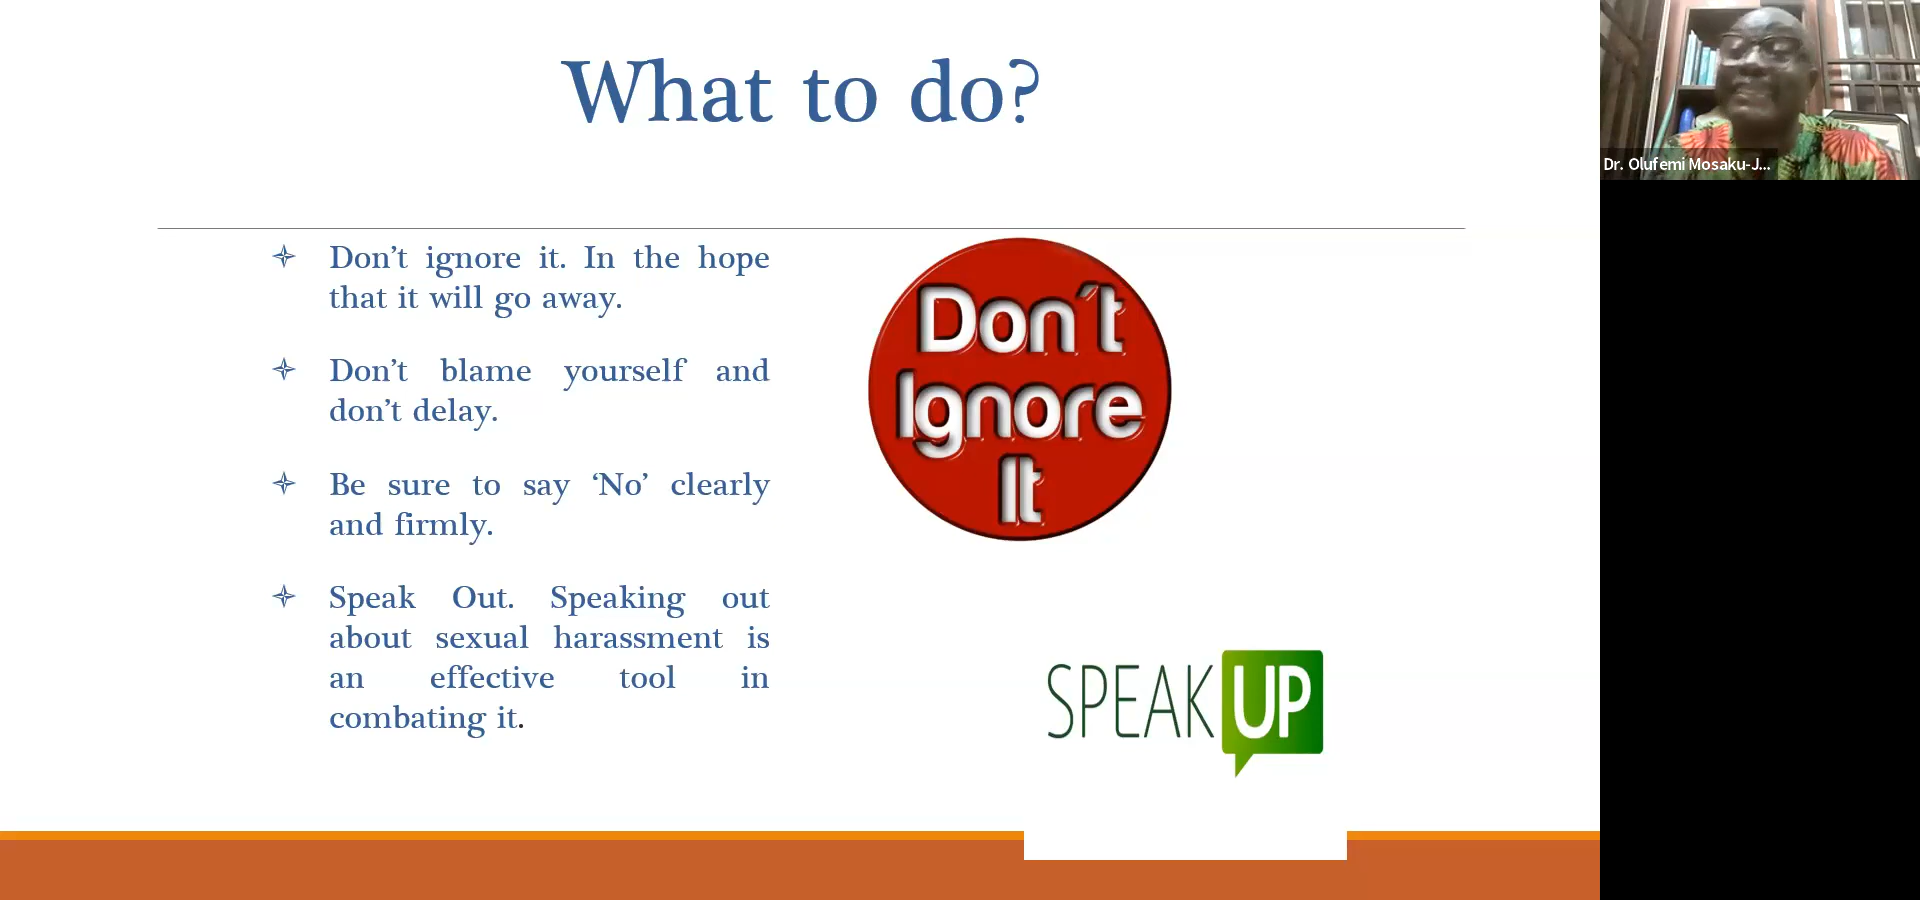 What to do?
Don’t ignore it. In the hope
that it will go away.
Don’t blame yourself and
don’t delay.
Be sure to say ‘No’ clearly
and firmly.
Speak Out. Speaking out
about sexual harassment is
an effective tool in
combating it.
Don´t
Ignore
It
SPEAK UP
Dr. Olufemi Mosaku-J...